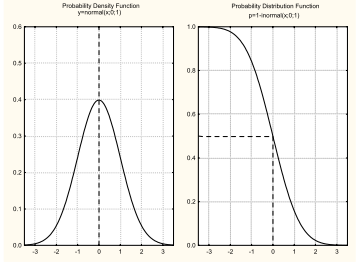 Probability Density Function
y=normal(x;0;1)
0.6
0.5
0.4
0.3
0.2
0.1
0.0
-3 -2 -1 0 1 2 3
Probability Distribution Function
p=1-inormal(x;0;1)
1.0
0.8
0.6
0.4
0.2
0.0
-3 -2 -1 0 1 2 3